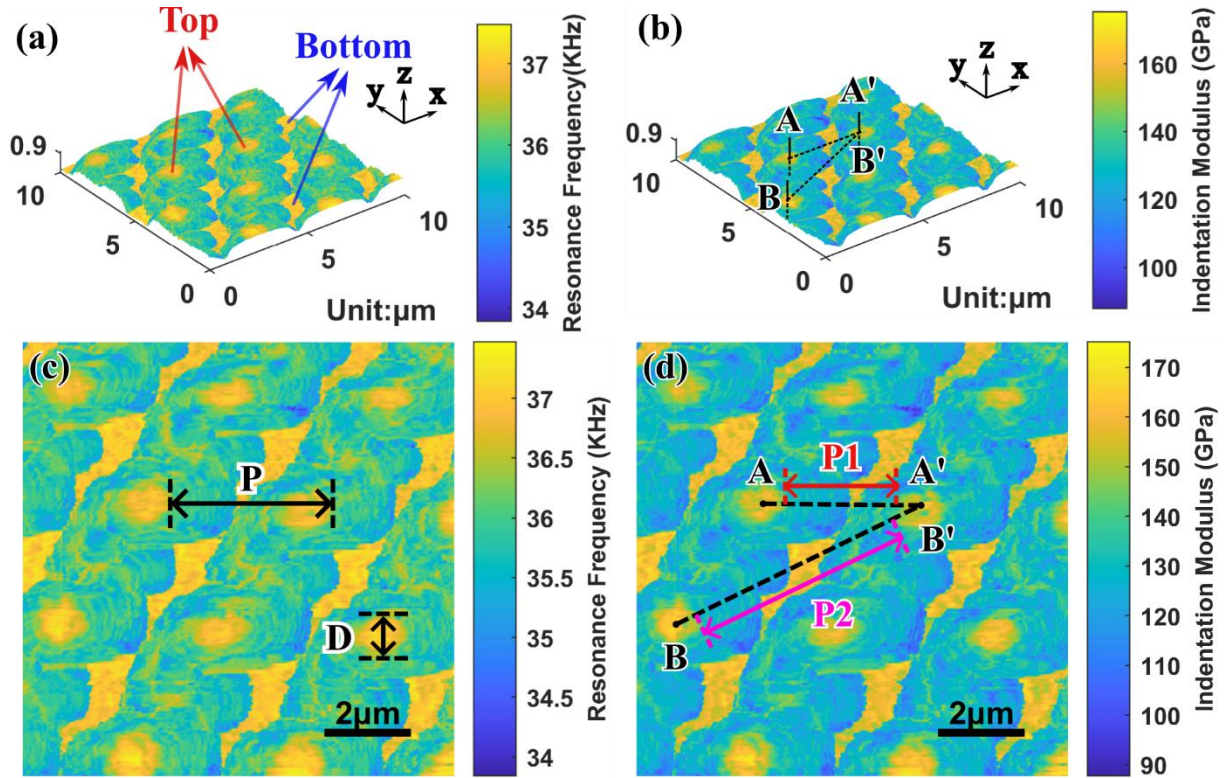 (a)
Top
Bottom
z
y
x
0.9
10
5
0
0
5
10
Unit:μm
37
36
35
34
Resonance Frequency(KHz)
(b)
A
A'
B
B'
z
y
x
0.9
10
5
0
0
5
10
Unit:μm
160
140
120
100
Indentation Modulus (GPa)
(c)
P
D
2μm
37
36.5
36
35.5
35
34.5
34
Resonance Frequency (KHz)
(d)
A
P1
A'
B'
P2
B
2μm
170
160
150
140
130
120
110
100
90
Indentation Modulus (GPa)